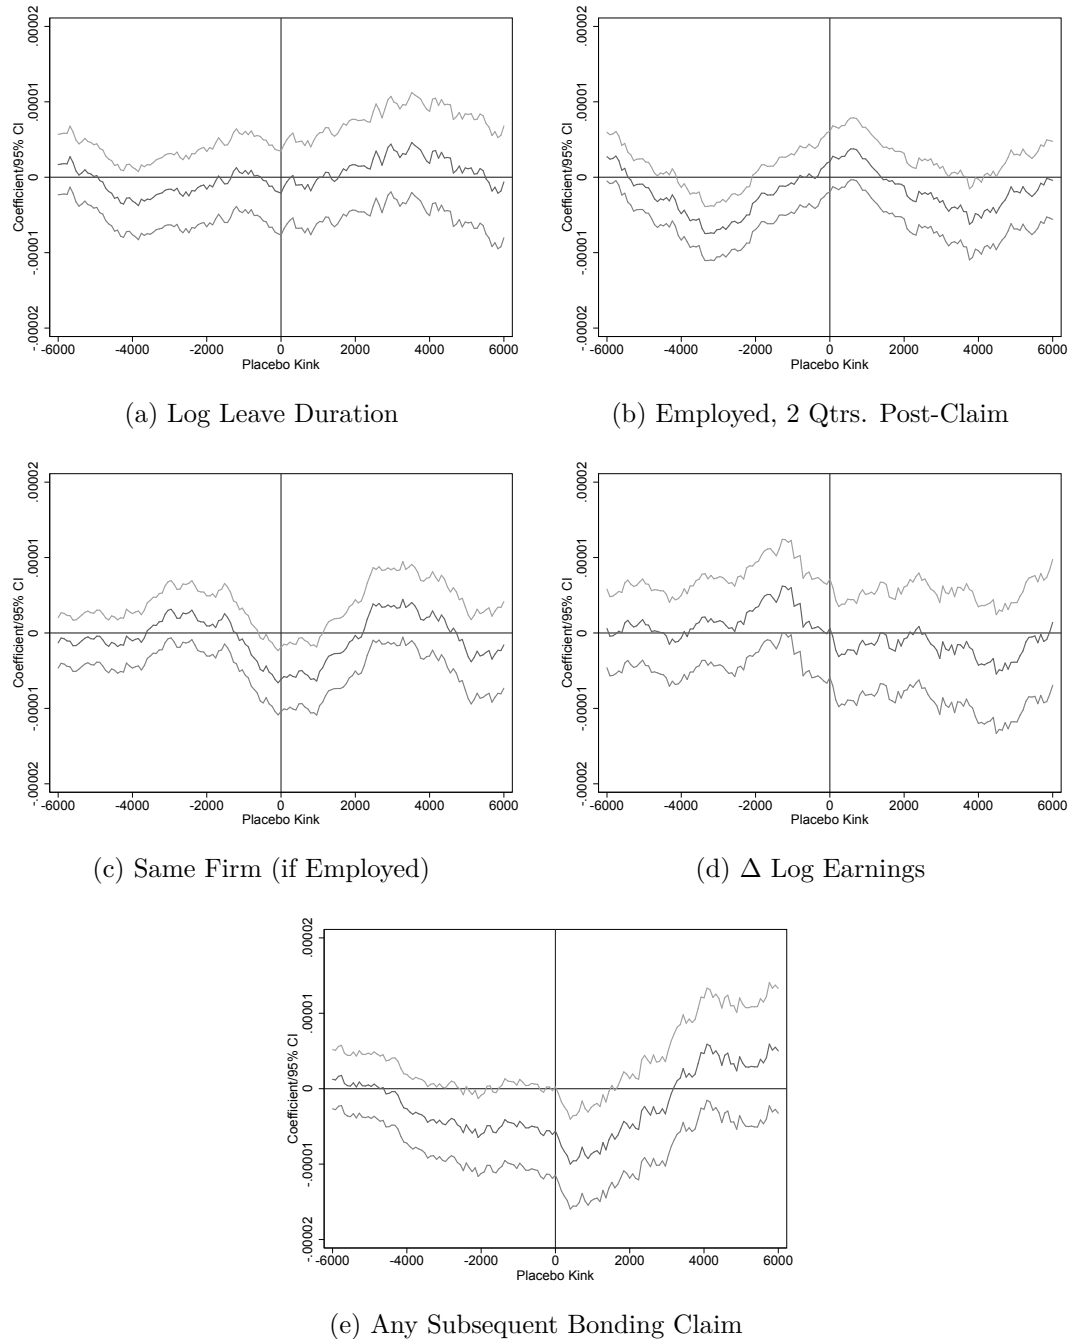 .00002
.00001
0
-.00001
-.00002
Coefficient/95% CI
-6000 -4000 -2000 0 2000 4000 6000
Placebo Kink
(a) Log Leave Duration
.00002
.00001
0
-.00001
-.00002
Coefficient/95% CI
-6000 -4000 -2000 0 2000 4000 6000
Placebo Kink
(b) Employed, 2 Qtrs. Post-Claim
.00002
.00001
0
-.00001
-.00002
Coefficient/95% CI
-6000 -4000 -2000 0 2000 4000 6000
Placebo Kink
(c) Same Firm (if Employed)
.00002
.00001
0
-.00001
-.00002
Coefficient/95% CI
-6000 -4000 -2000 0 2000 4000 6000
Placebo Kink
(d) Δ Log Earnings
.00002
.00001
0
-.00001
-.00002
Coefficient/95% CI
-6000 -4000 -2000 0 2000 4000 6000
Placebo Kink
(e) Any Subsequent Bonding Claim